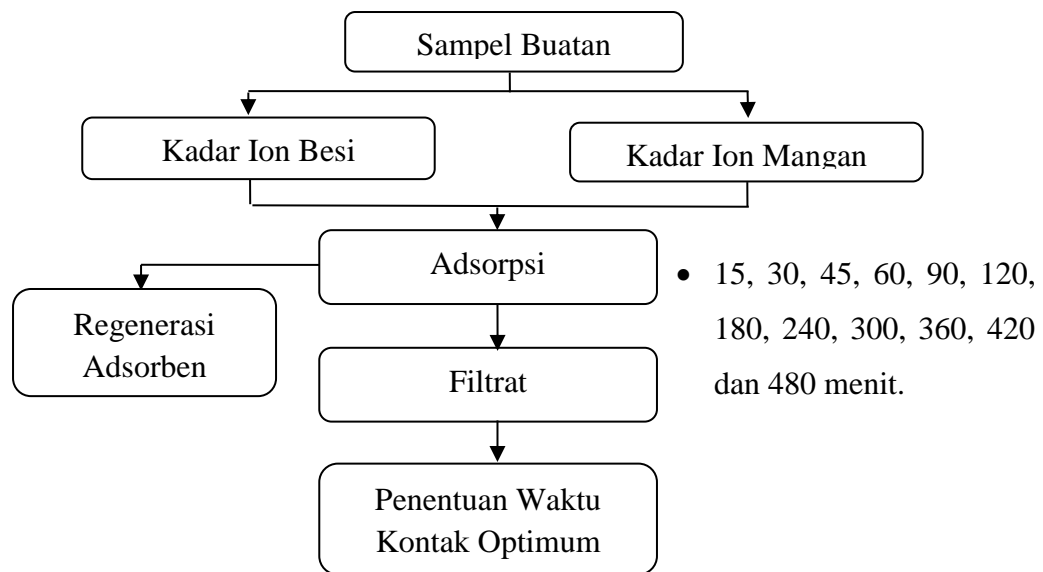 Sampel Buatan
Kadar Ion Besi
Kadar Ion Mangan
Adsorpsi
• 15, 30, 45, 60, 90, 120,
180, 240, 300, 360, 420
dan 480 menit.
Regenerasi
Adsorben
Filtrat
Penentuan Waktu
Kontak Optimum